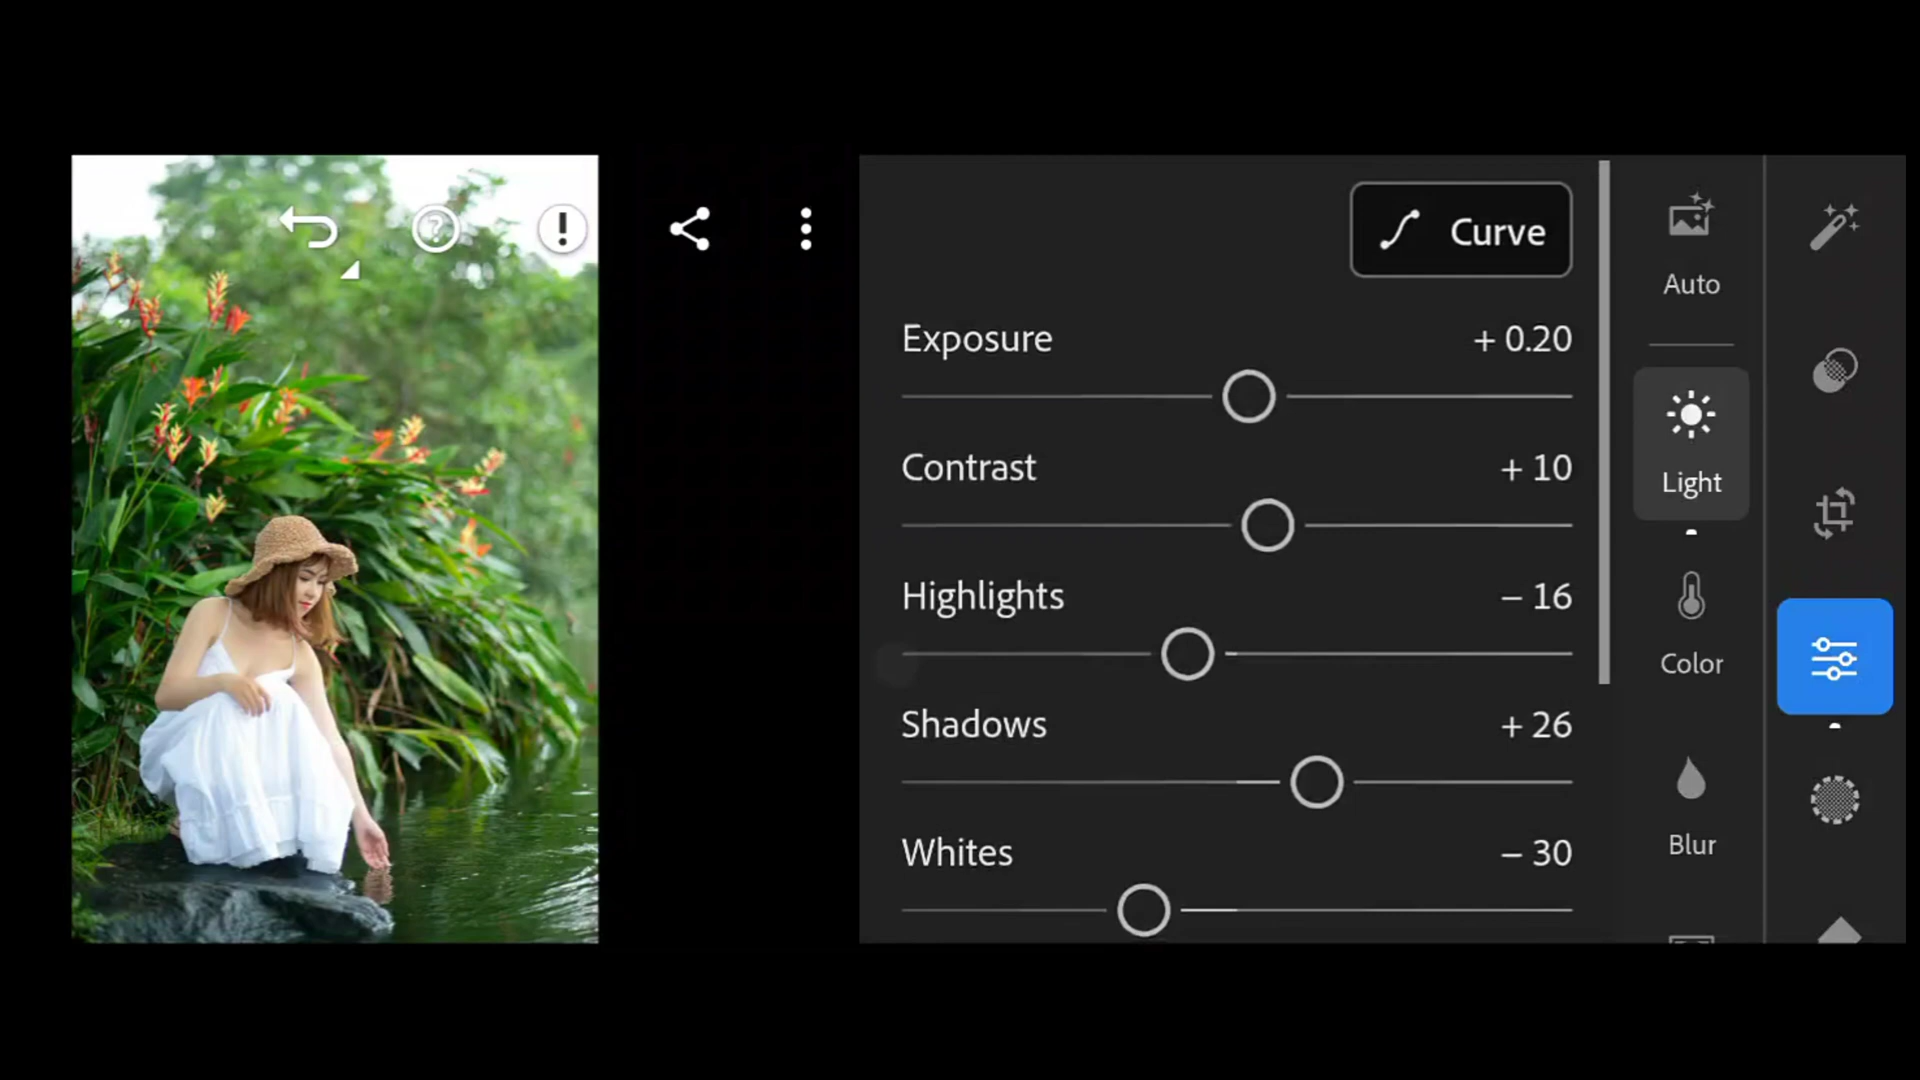 Curve
Exposure
+ 0.20
Contrast
+ 10
Highlights
− 16
Shadows
+ 26
Whites
− 30
Auto
Light
Color
Blur